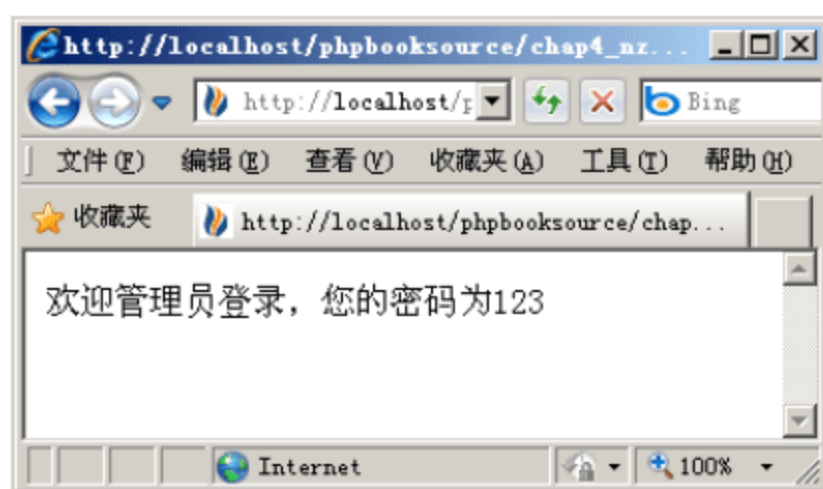 http://localhost/phpbooksource/chap4_nz...
http://localhost/p
Bing
文件(F) 编辑(E) 查看(V) 收藏夹(A) 工具(T) 帮助(H)
收藏夹
http://localhost/phpbooksource/chap...
欢迎管理员登录，您的密码为123
Internet
100%